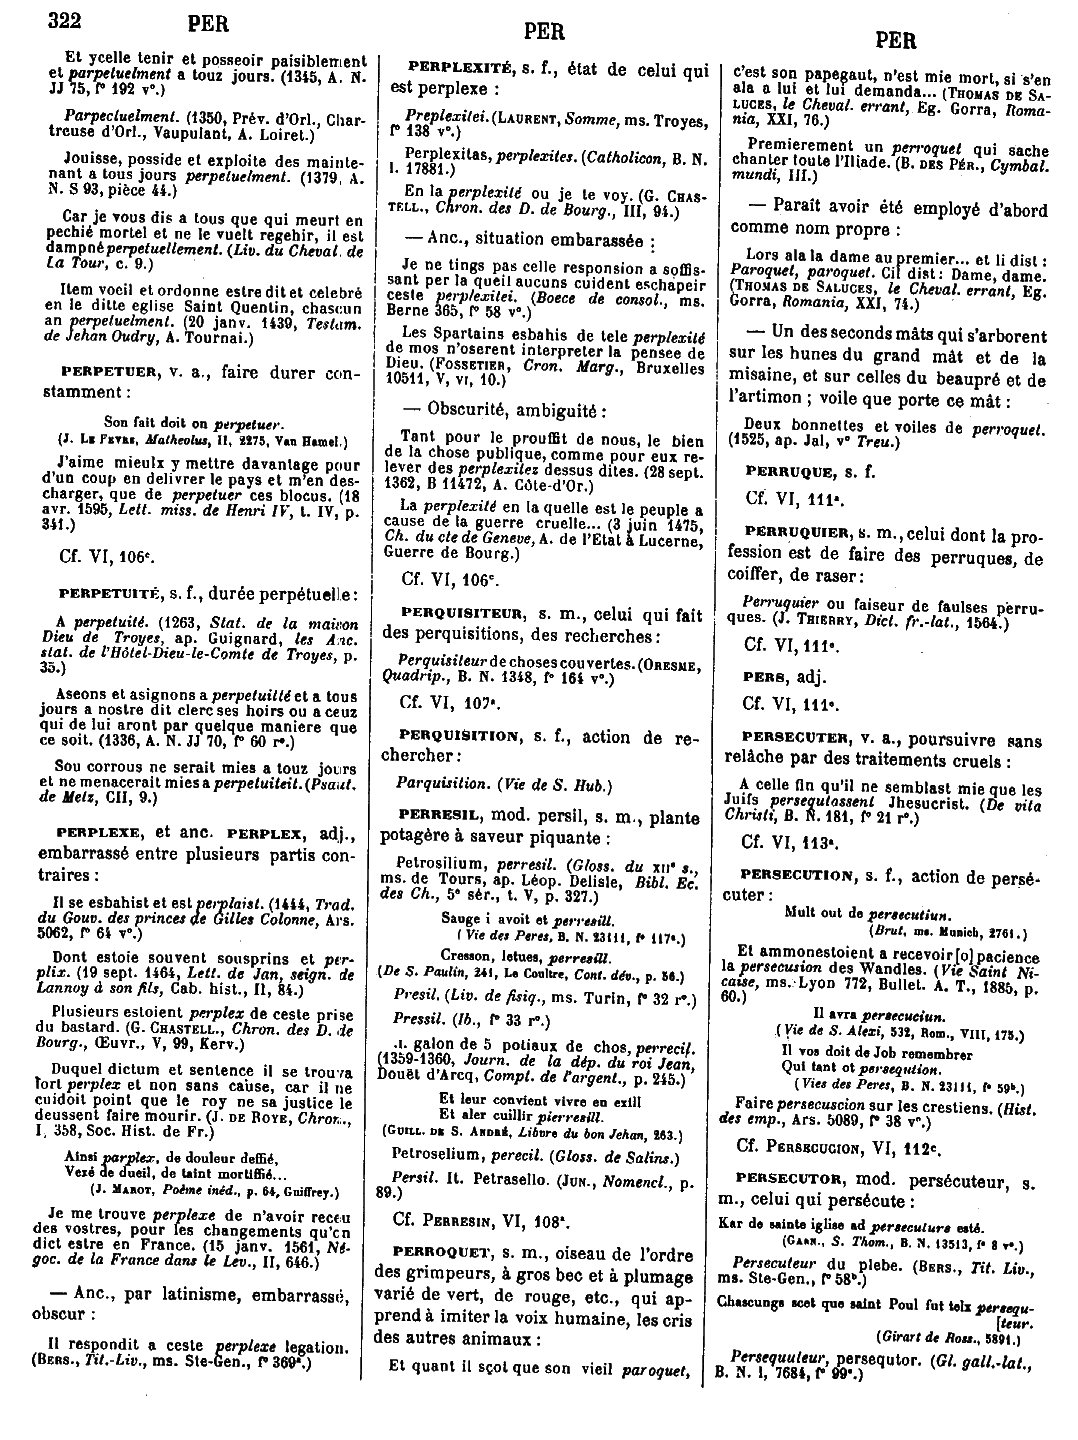 322
PER
PER
PER
Et ycelle tenir et posseoir paisiblement
et parpetuelment a touz jours. (1345, A. N.
JJ 75, f° 192 v°.)
Parpectuelment. (1350, Prév. d'Orl., Char-
treuse d'Orl., Vaupulant, A. Loiret.)
Jouisse, posside et exploite des mainte-
nant a tous jours perpetuelment. (1379, A.
N. S 93, pièce 44.)
Car je vous dis a tous que qui meurt en
pechié mortel et ne le vuelt regehir, il est
dampné perpetuellement. (Liv. du Cheval. de
La Tour, c. 9.)
Item vocil et ordonne estre dit et celebré
en le ditte eglise Saint Quentin, chascun
an perpetuelment. (20 janv. 1439, Testam.
de Jehan Oudry, A. Tournai.)
PERPETUER, v. a., faire durer con-
stamment :
Son fait doit on perpetuer.
(J. LE FEVRE, Matheolus, II, 2275, Van Hamel.)
J'aime mieulx y mettre davantage pour
d'un coup en delivrer le pays et m'en des-
charger, que de perpetuer ces blocus. (18
avr. 1595, Lett. miss. de Henri IV, t. IV, p.
341.)
Cf. VI, 106c.
PERPETUITÉ, s. f., durée perpétuelle :
A perpetuité. (1263, Stat. de la maison
Dieu de Troyes, ap. Guignard, les Anc.
stat. de l'Hôtel-Dieu-le-Comte de Troyes, p.
35.)
Aseons et asignons a perpetuillé et a tous
jours a nostre dit clerc ses hoirs ou a ceuz
qui de lui aront par quelque maniere que
ce soit. (1336, A. N. JJ 70, f° 60 r°.)
Sou corrous ne serait mies a touz jours
et ne menacerait mies a perpetuiteit. (Psaut.
de Metz, CII, 9.)
PERPLEXE, et anc. PERPLEX, adj.,
embarrassé entre plusieurs partis con-
traires :
Il se esbahist et est perplaist. (1444, Trad.
du Gouv. des princes de Gilles Colonne, Ars.
5062, f° 64 v°.)
Dont estoie souvent sousprins et per-
plix. (19 sept. 1464, Lett. de Jan, seign. de
Lannoy à son fils, Cab. hist., II, 84.)
Plusieurs estoient perplex de ceste prise
du bastard. (G. CHASTELL., Chron. des D. de
Bourg., Œuvr., V, 99, Kerv.)
Duquel dictum et sentence il se trouva
fort perplex et non sans cause, car il ne
cuidoit point que le roy ne sa justice le
deussent faire mourir. (J. DE ROYE, Chron.,
I, 358, Soc. Hist. de Fr.)
Ainsi parplex, de douleur deffié,
Vexé de dueil, de taint mortiffié...
(J. MAROT, Poème inéd., p. 64, Guiffrey.)
Je me trouve perplexe de n'avoir receu
des vostres, pour les changements qu'en
dict estre en France. (15 janv. 1561, Né-
goc. de la France dans le Lev., II, 646.)
— Anc., par latinisme, embarrassé,
obscur :
Il respondit a ceste perplexe legation.
(BERS., Tit.-Liv., ms. Ste-Gen., f° 369a.)
PERPLEXITÉ, s. f., état de celui qui
est perplexe :
Preplexitei. (LAURENT, Somme, ms. Troyes,
f° 138 v°.)
Perplexitas, perplexites. (Catholicon, B. N.
l. 17881.)
En la perplexité ou je te voy. (G. CHAS-
TELL., Chron. des D. de Bourg., III, 94.)
— Anc., situation embarassée :
Je ne tings pas celle responsion a soffis-
sant per la queil aucuns cuident eschapeir
ceste perplexitei. (Boece de consol., ms.
Berne 365, f° 58 v°.)
Les Spartains esbahis de tele perplexité
de mos n'oserent interpreter la pensee de
Dieu. (FOSSETIER, Cron. Marg., Bruxelles
10511, V, VI, 10.)
— Obscurité, ambiguïté :
Tant pour le prouffit de nous, le bien
de la chose publique, comme pour eux re-
lever des perplexitez dessus dites. (28 sept.
1362, B 11472, A. Côte-d'Or.)
La perplexité en la quelle est le peuple a
cause de la guerre cruelle... (3 juin 1475,
Ch. du cte de Geneve, A. de l'Etat à Lucerne,
Guerre de Bourg.)
Cf. VI, 106c.
PERQUISITEUR, s. m., celui qui fait
des perquisitions, des recherches :
Perquisiteur de choses couvertes. (ORESME,
Quadrip., B. N. 1348, f° 164 v°.)
Cf. VI, 107a.
PERQUISITION, s. f., action de re-
chercher :
Parquisition. (Vie de S. Hub.)
PERRESIL, mod. persil, s. m., plante
potagère à saveur piquante :
Petrosilium, perresil. (Gloss. du XIIe s.,
ms. de Tours, ap. Léop. Delisle, Bibl. Ec.
des Ch., 5e sér., t. V, p. 327.)
Sauge i avoit et perresill.
(Vie des Peres, B. N. 23111, f° 117a.)
Cresson, letues, perresill.
(De S. Paulin, 241, Le Coultre, Cont. dév., p. 56.)
Presil. (Liv. de fisiq., ms. Turin, f° 32 r°.)
Pressil. (Ib., f° 33 r°.)
.I. galon de 5 potiaux de chos, perrecil.
(1359-1360, Journ. de la dép. du roi Jean,
Douët d'Arcq, Compt. de l'argent., p. 245.)
Et leur convient vivre en exill
Et aler cuillir pierresill.
(GUILL. DE S. ANDRÉ, Libvre du bon Jehan, 263.)
Petroselium, perecil. (Gloss. de Salins.)
Persil. It. Petrasello. (JUN., Nomencl., p.
89.)
Cf. PERRESIN, VI, 108a.
PERROQUET, s. m., oiseau de l'ordre
des grimpeurs, à gros bec et à plumage
varié de vert, de rouge, etc., qui ap-
prend à imiter la voix humaine, les cris
des autres animaux :
Et quant il sçot que son vieil paroquet,
c'est son papegaut, n'est mie mort, si s'en
ala a lui et lui demanda... (THOMAS DE SA-
LUCES, le Cheval. errant, Eg. Gorra, Roma-
nia, XXI, 76.)
Premierement un perroquet qui sache
chanter toute l'Iliade. (B. DES PÉR., Cymbal.
mundi, III.)
— Paraît avoir été employé d'abord
comme nom propre :
Lors ala la dame au premier... et li dist :
Paroquet, paroquet. Cil dist : Dame, dame.
(THOMAS DE SALUCES, le Cheval. errant, Eg.
Gorra, Romania, XXI, 74.)
— Un des seconds mâts qui s'arborent
sur les hunes du grand mât et de la
misaine, et sur celles du beaupré et de
l'artimon ; voile que porte ce mât :
Deux bonnettes et voiles de perroquet.
(1525, ap. Jal, v° Treu.)
PERRUQUE, s. f.
Cf. VI, 111a.
PERRUQUIER, s. m., celui dont la pro-
fession est de faire des perruques, de
coiffer, de raser :
Perruquier ou faiseur de faulses perru-
ques. (J. THIERRY, Dict. fr.-lat., 1564.)
Cf. VI, 111a.
PERS, adj.
Cf. VI, 111a.
PERSECUTER, v. a., poursuivre sans
relâche par des traitements cruels :
A celle fin qu'il ne semblast mie que les
Juifs persequtassent Jhesucrist. (De vita
Christi, B. N. 181, f° 21 r°.)
Cf. VI, 113a.
PERSECUTION, s. f., action de persé-
cuter :
Mult out de persecutiun.
(Brut, ms. Munich, 2761.)
Et ammonestoient a recevoir [o] pacience
la persecusion des Wandles. (Vie Saint Ni-
caise, ms. Lyon 772, Bullet. A. T., 1885, p.
60.)
Il avra persecuciun.
(Vie de S. Alexi, 532, Rom., VIII, 175.)
Il vos doit de Job remembrer
Qui tant ot perseqution.
(Vies des Peres, B. N. 23111, f° 59b.)
Faire persecuscion sur les crestiens. (Hist.
des emp., Ars. 5089, f° 38 v°.)
Cf. PERSECUCION, VI, 112c.
PERSECUTOR, mod. persécuteur, s.
m., celui qui persécute :
Kar de sainte iglise ad perseculurs esté.
(GARN., S. Thom., B. N. 13513, f° 8 v°.)
Persecuteur du plebe. (BERS., Tit. Liv.,
ms. Ste-Gen., f° 58b.)
Chascungs scet que saint Poul fut telx persequ-
[teur.
(Girart de Ross., 5891.)
Persequuteur, persequtor. (Gl. gall.-lat.,
B. N. l. 7684, f° 99a.)